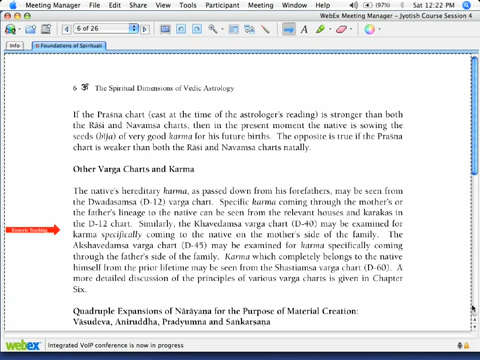 Meeting Manager File Edit Share View Tools Participant Meeting Window Help (97%) Sat 12:22 PM
WebEx Meeting Manager - Jyotish Course Session 4
6 of 26
Info Foundations of Spirituali
6 ॐ The Spiritual Dimensions of Vedic Astrology
If the Praśna chart (cast at the time of the astrologer's reading) is stronger than both
the Rāśi and Navamsa charts, then in the present moment the native is sowing the
seeds (bīja) of very good karma for his future births. The opposite is true if the Praśna
chart is weaker than both the Rāśi and Navamsa charts natally.
Other Varga Charts and Karma
The native's hereditary karma, as passed down from his forefathers, may be seen from
the Dwadasamsa (D-12) varga chart. Specific karma coming through the mother's or
the father's lineage to the native can be seen from the relevant houses and karakas in
the D-12 chart. Similarly, the Khavedamsa varga chart (D-40) may be examined for
Esoteric Teaching
karma specifically coming to the native on the mother's side of the family. The
Akshavedamsa varga chart (D-45) may be examined for karma specifically coming
through the father's side of the family. Karma which completely belongs to the native
himself from the prior lifetime may be seen from the Shastiamsa varga chart (D-60). A
more detailed discussion of the principles of various varga charts is given in Chapter
Six.
Quadruple Expansions of Nārāyana for the Purpose of Material Creation:
Vāsudeva, Aniruddha, Pradyumna and Saṅkarṣaṇa
webex Integrated VoIP conference is now in progress